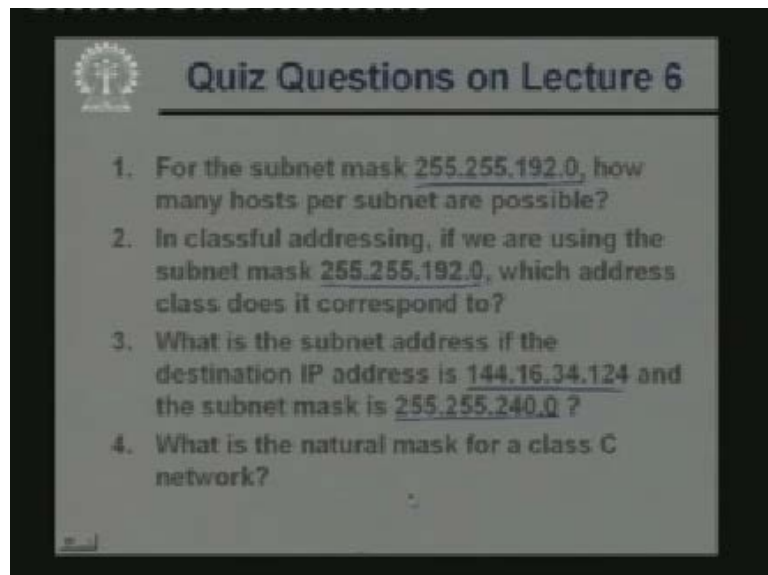 Quiz Questions on Lecture 6
1. For the subnet mask 255.255.192.0, how
many hosts per subnet are possible?
2. In classful addressing, if we are using the
subnet mask 255.255.192.0, which address
class does it correspond to?
3. What is the subnet address if the
destination IP address is 144.16.34.124 and
the subnet mask is 255.255.240.0 ?
4. What is the natural mask for a class C
network?